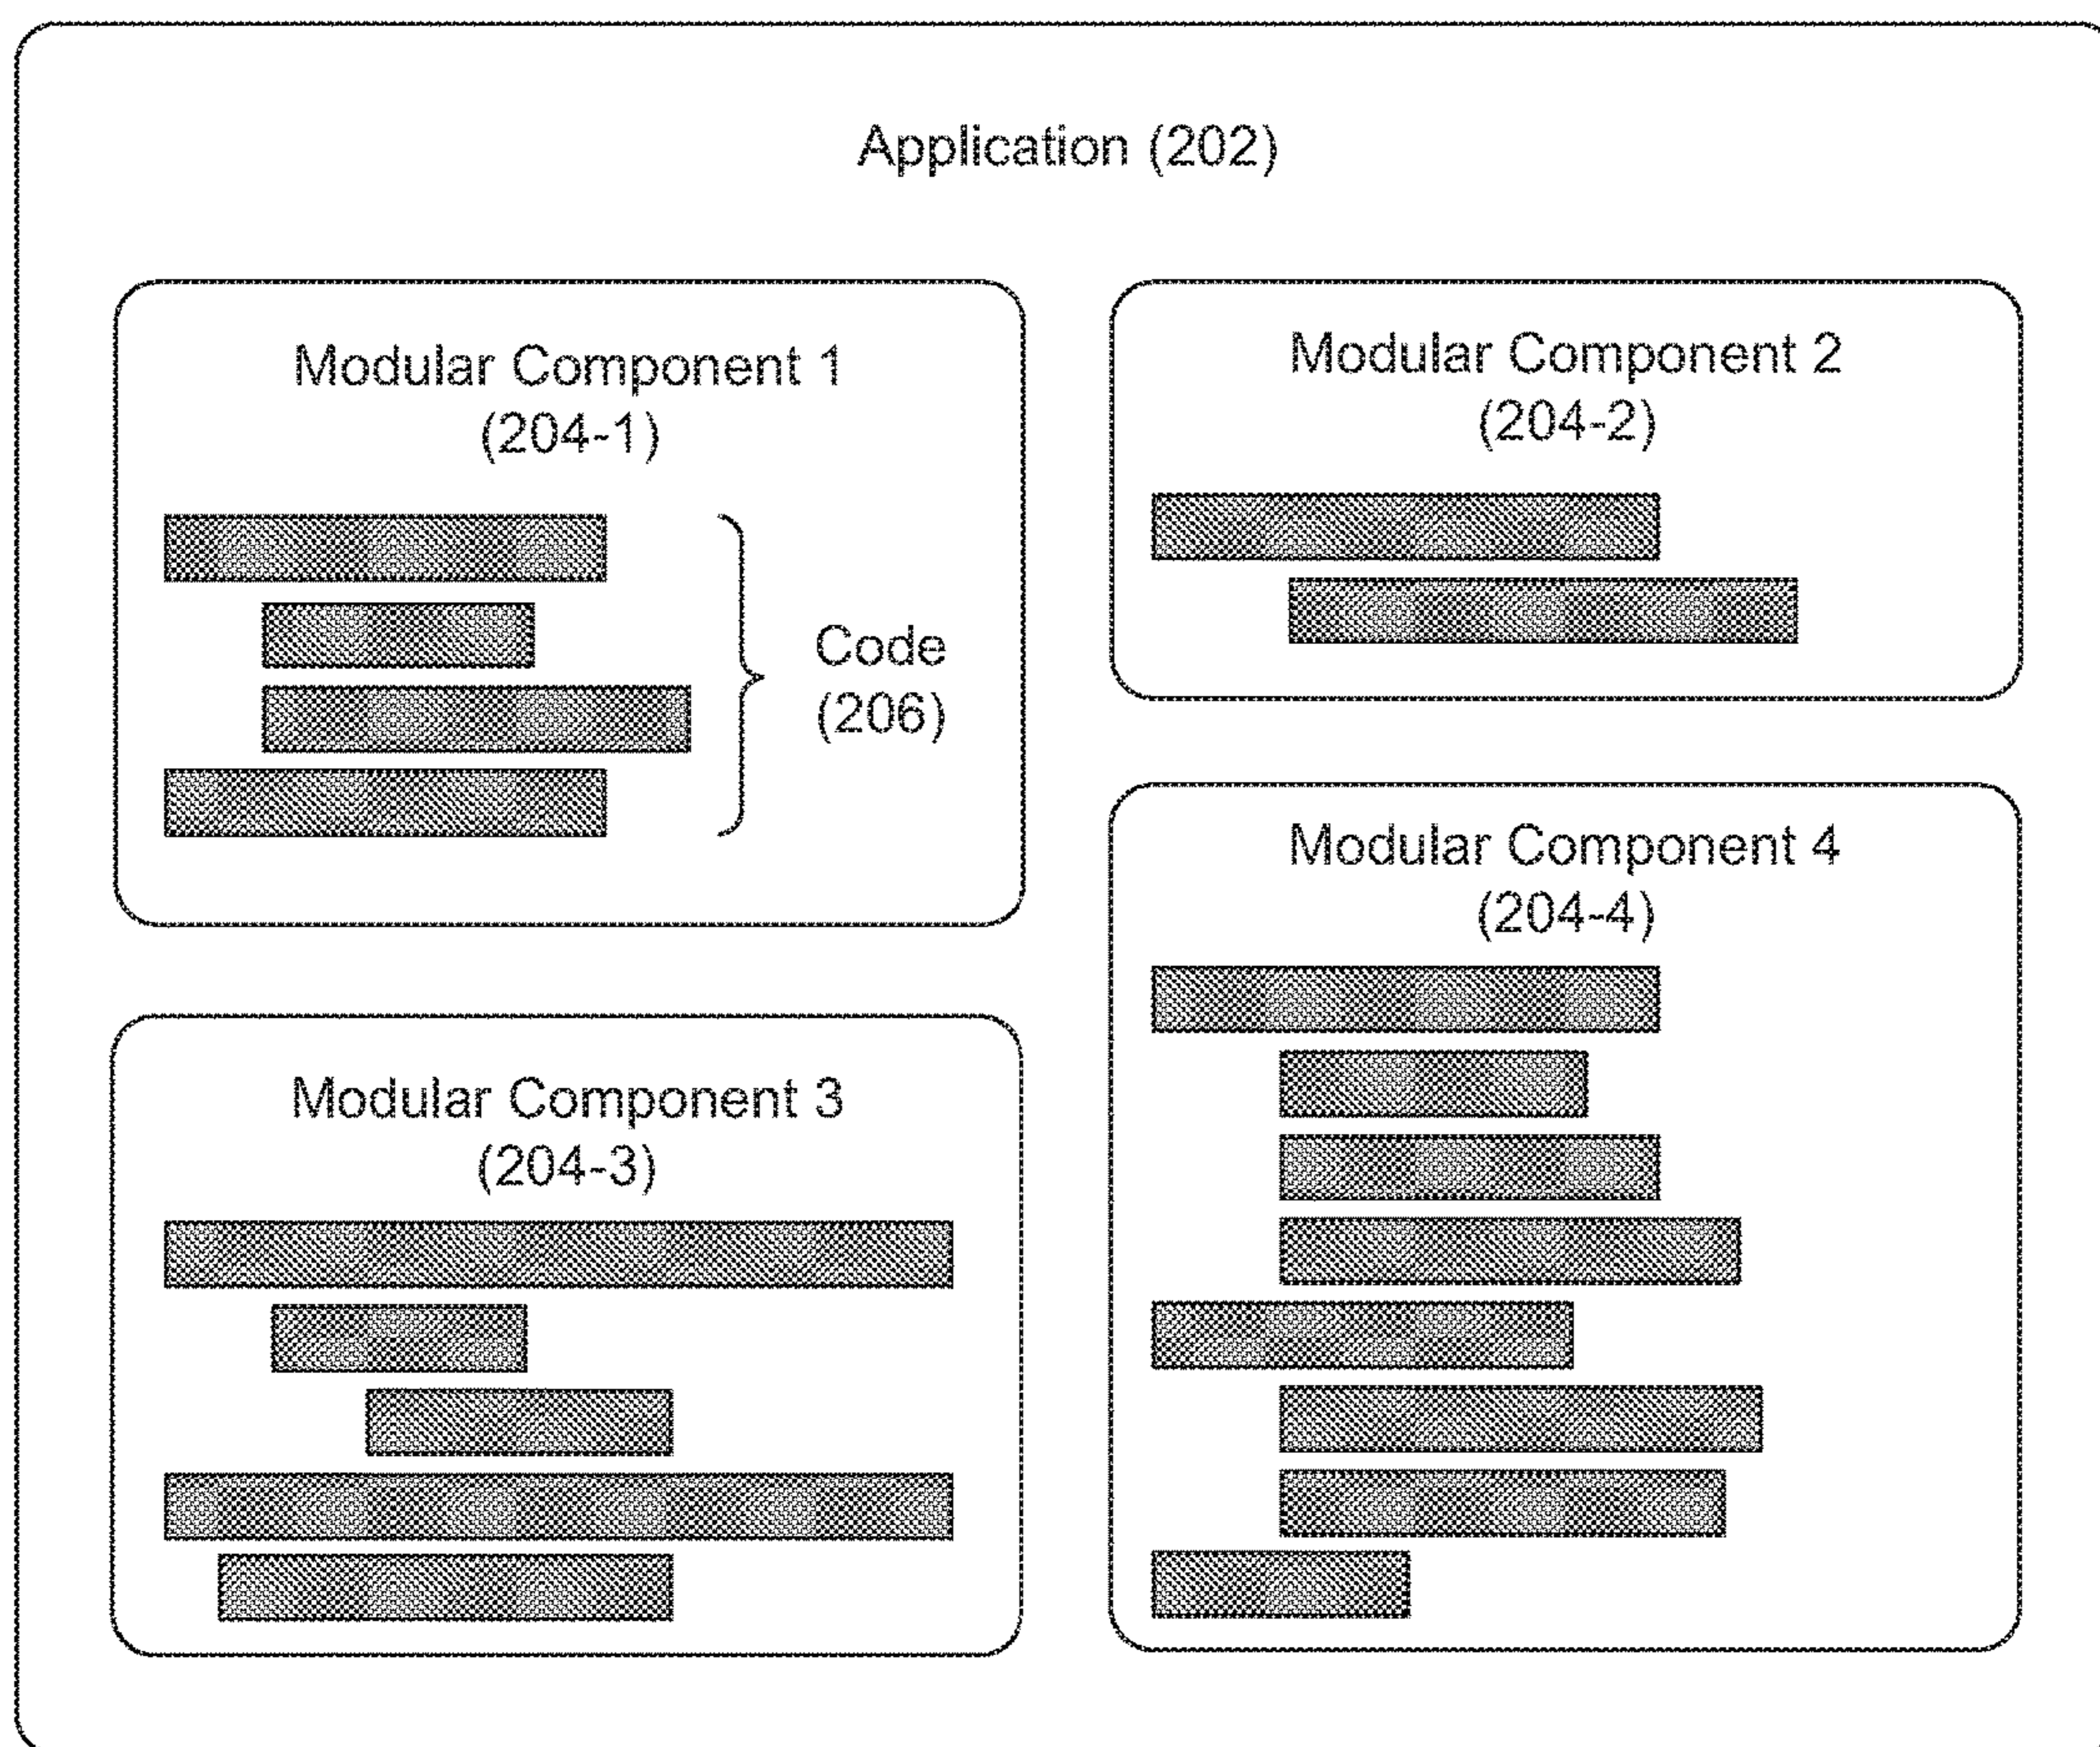 Application (202)
Modular Component 1
(204-1)
Code
(206)
Modular Component 2
(204-2)
Modular Component 3
(204-3)
Modular Component 4
(204-4)